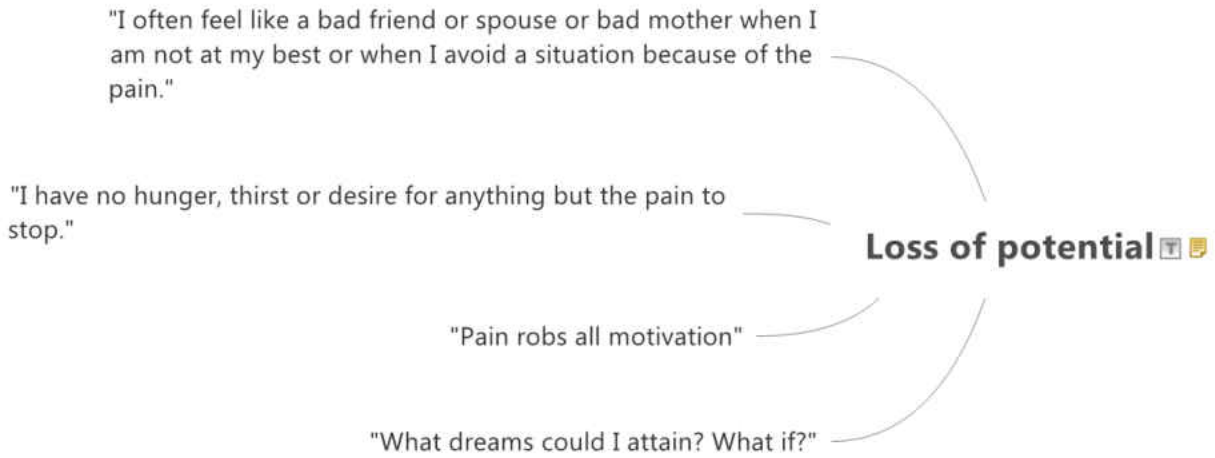 "I often feel like a bad friend or spouse or bad mother when I
am not at my best or when I avoid a situation because of the
pain."
"I have no hunger, thirst or desire for anything but the pain to
stop."
Loss of potential
"Pain robs all motivation"
"What dreams could I attain? What if?"